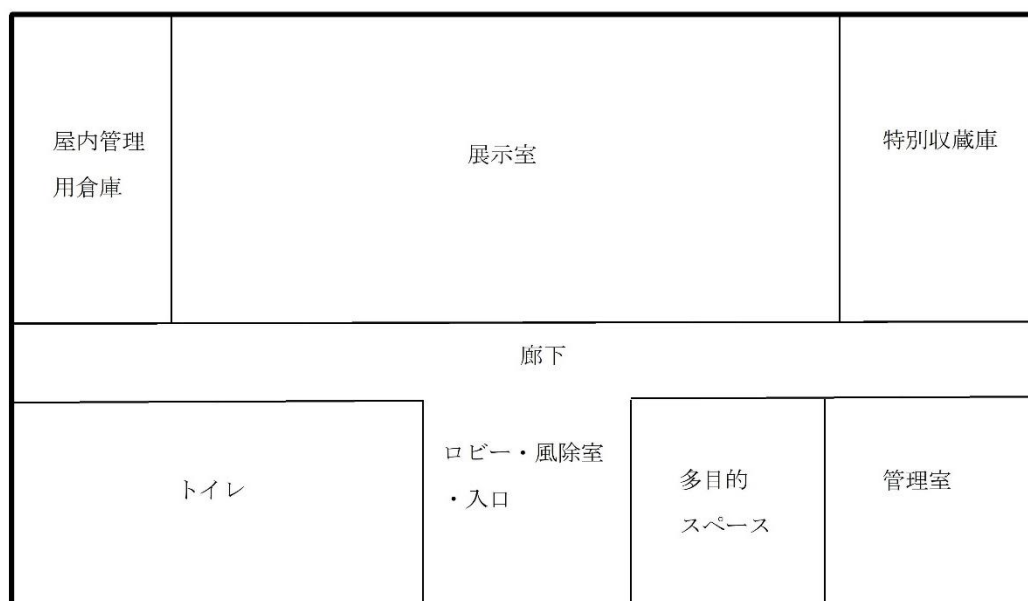 屋内管理
用倉庫
展示室
特別収蔵庫
廊下
トイレ
ロビー・風除室
・入口
多目的
スペース
管理室